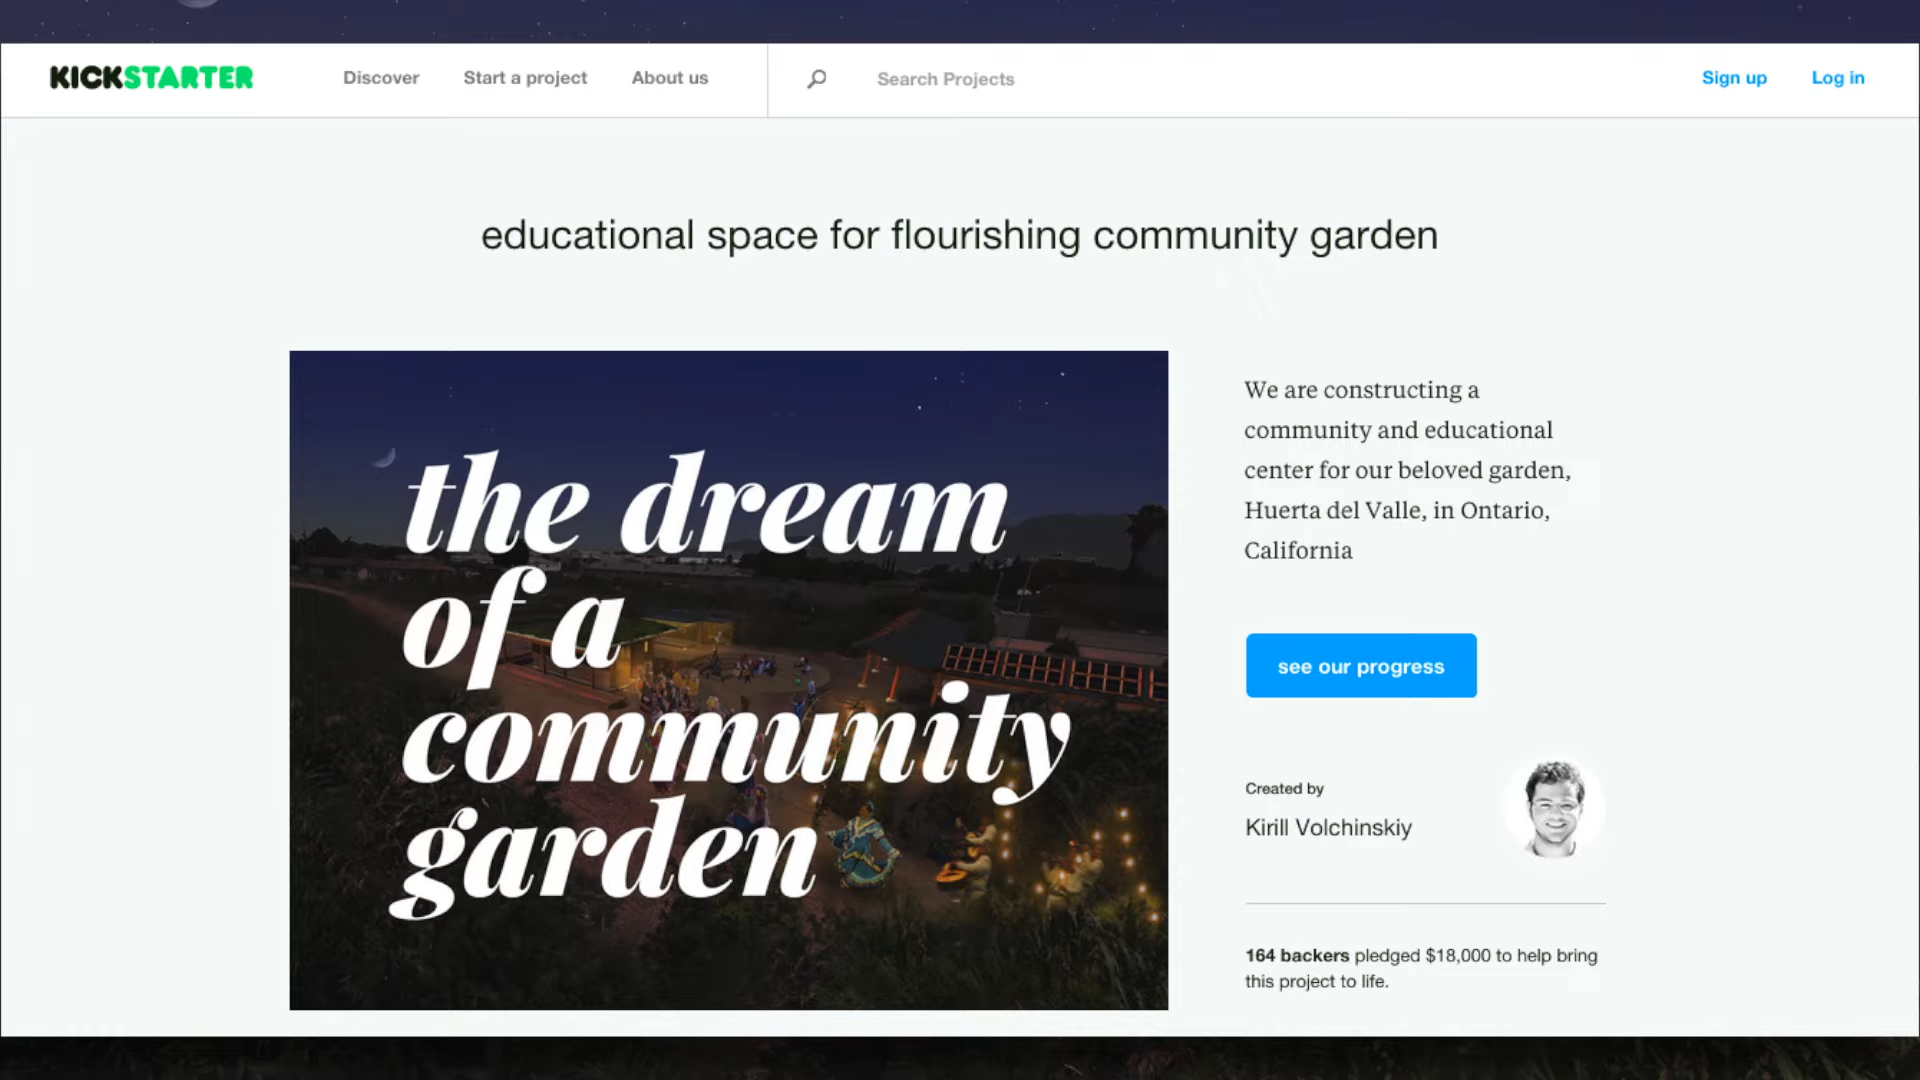 KICKSTARTER
Discover
Start a project
About us
Search Projects
Sign up
Log in
educational space for flourishing community garden
the dream
of a
community
garden
We are constructing a
community and educational
center for our beloved garden,
Huerta del Valle, in Ontario,
California
see our progress
Created by
Kirill Volchinskiy
164 backers pledged $18,000 to help bring
this project to life.